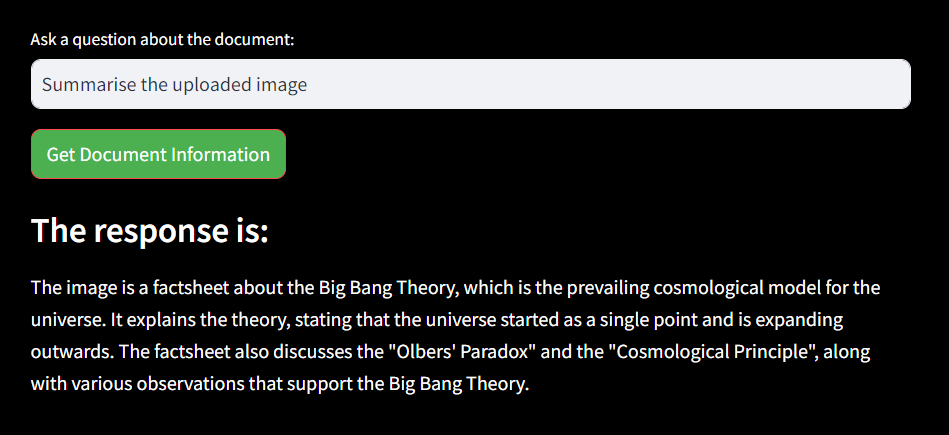 Ask a question about the document:
Summarise the uploaded image
Get Document Information
The response is:
The image is a factsheet about the Big Bang Theory, which is the prevailing cosmological model for the
universe. It explains the theory, stating that the universe started as a single point and is expanding
outwards. The factsheet also discusses the "Olbers' Paradox" and the "Cosmological Principle", along
with various observations that support the Big Bang Theory.